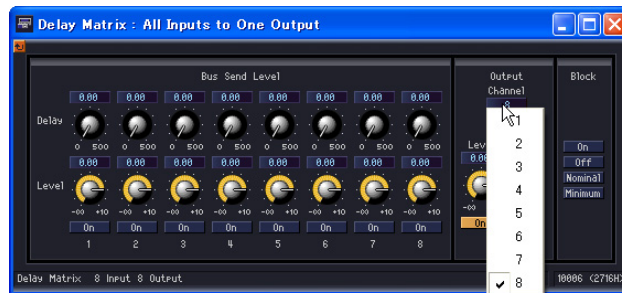 Delay Matrix : All Inputs to One Output
Bus Send Level
Output
Channel
Block
0.00 0.00 0.00 0.00 0.00 0.00 0.00 0.00
8
Delay
0 500 0 500 0 500 0 500 0 500 0 500 0 500 0 500
0.00 0.00 0.00 0.00 0.00 0.00 0.00 0.00
Level
-∞ +10 -∞ +10 -∞ +10 -∞ +10 -∞ +10 -∞ +10 -∞ +10 -∞ +10
On On On On On On On On
1 2 3 4 5 6 7 8
-∞
On
1
2
3
4
5
6
7
✓ 8
On
Off
Nominal
Minimum
Delay Matrix 8 Input 8 Output
10006 (2716H)